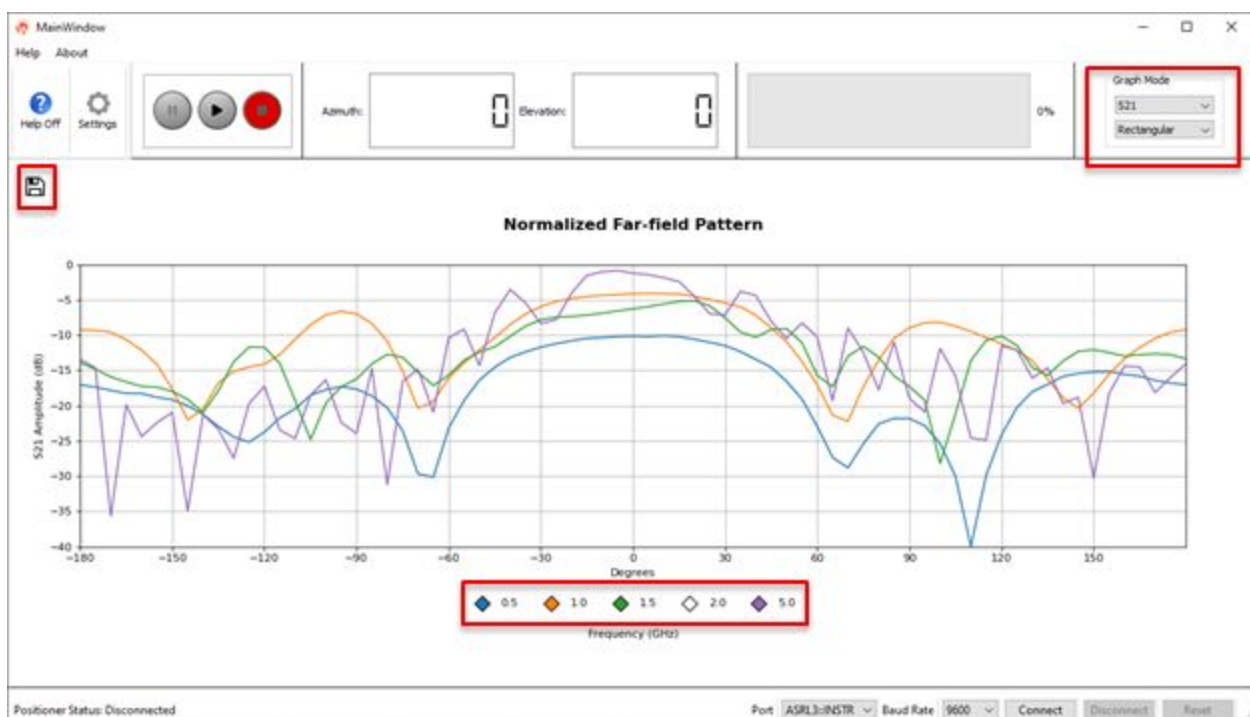 MainWindow
Help About
Help Off
Settings
Azimuth:
0
Elevation:
0
0%
Graph Mode
S21
Rectangular
Normalized Far-field Pattern
S21 Amplitude (dB)
0
−5
−10
−15
−20
−25
−30
−35
−40
−180 −150 −120 −90 −60 −30 0 30 60 90 120 150
Degrees
0.5 1.0 1.5 2.0 5.0
Frequency (GHz)
Positioner Status: Disconnected
Port ASRL3::INSTR Baud Rate 9600 Connect Disconnect Reset